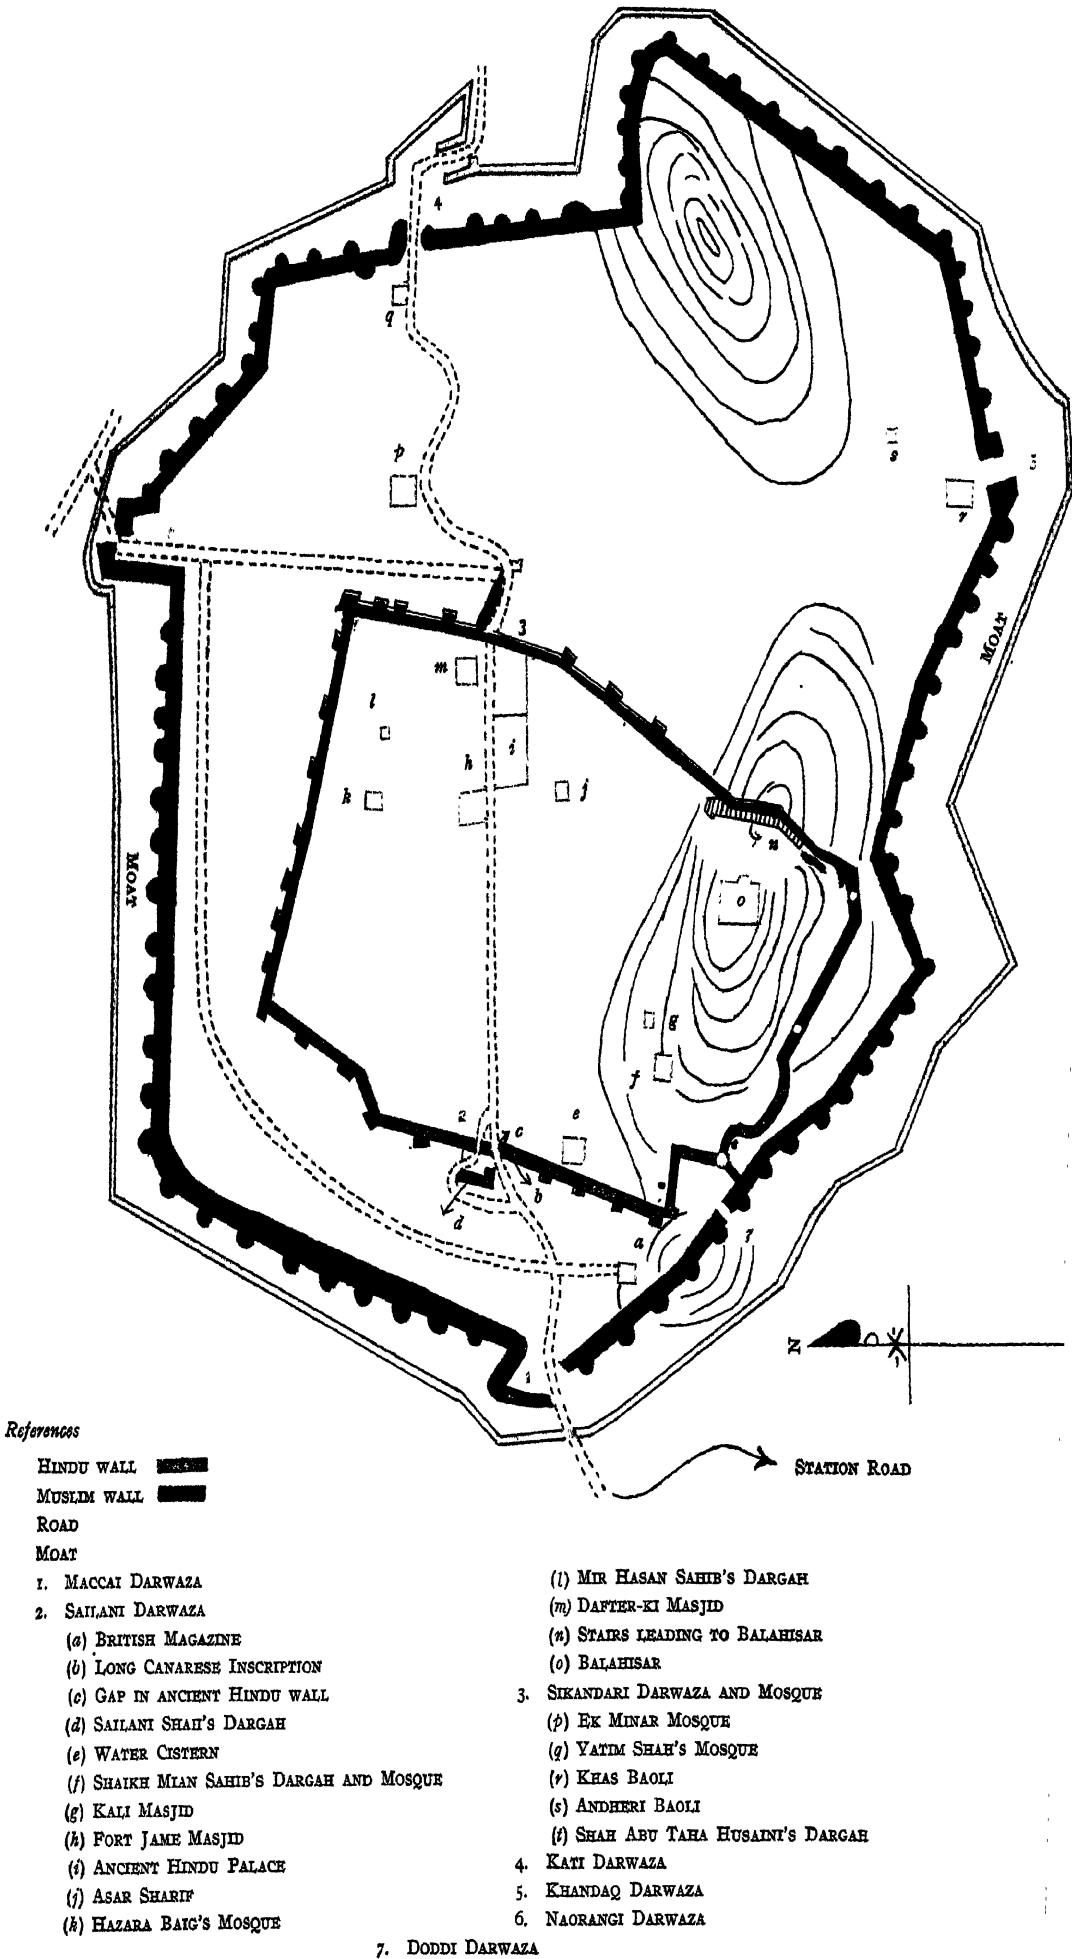 4
q
p
s
r
MOAT
3
m
l
i
h
j
k
n
MOAT
o
g
f
2
c
e
b
d
a
7
N
1
References
HINDU WALL
STATION ROAD
MUSLIM WALL
ROAD
MOAT
1. MACCAI DARWAZA
2. SAILANI DARWAZA
(a) BRITISH MAGAZINE
(b) LONG CANARESE INSCRIPTION
(c) GAP IN ANCIENT HINDU WALL
(d) SAILANI SHAH'S DARGAH
(e) WATER CISTERN
(f) SHAIKH MIAN SAHIB'S DARGAH AND MOSQUE
(g) KALI MASJID
(h) FORT JAME MASJID
(i) ANCIENT HINDU PALACE
(j) ASAR SHARIF
(k) HAZARA BAIG'S MOSQUE
(l) MIR HASAN SAHIB'S DARGAH
(m) DAFTER-KI MASJID
(n) STAIRS LEADING TO BALAHISAR
(o) BALAHISAR
3. SIKANDARI DARWAZA AND MOSQUE
(p) EK MINAR MOSQUE
(q) YATIM SHAH'S MOSQUE
(r) KHAS BAOLI
(s) ANDHERI BAOLI
(t) SHAH ABU TAHA HUSAINI'S DARGAH
4. KATI DARWAZA
5. KHANDAQ DARWAZA
6. NAORANGI DARWAZA
7. DODDI DARWAZA